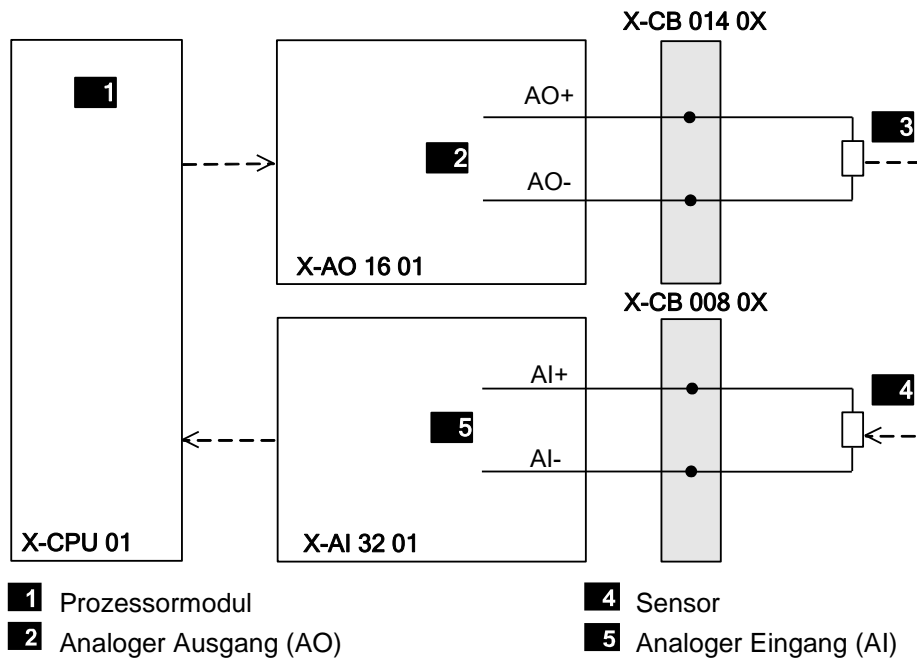 X-CB 014 0X
1
AO+
3
2
AO-
X-AO 16 01
X-CB 008 0X
AI+
4
5
AI-
X-CPU 01
X-AI 32 01
1 Prozessormodul
4 Sensor
2 Analoger Ausgang (AO)
5 Analoger Eingang (AI)